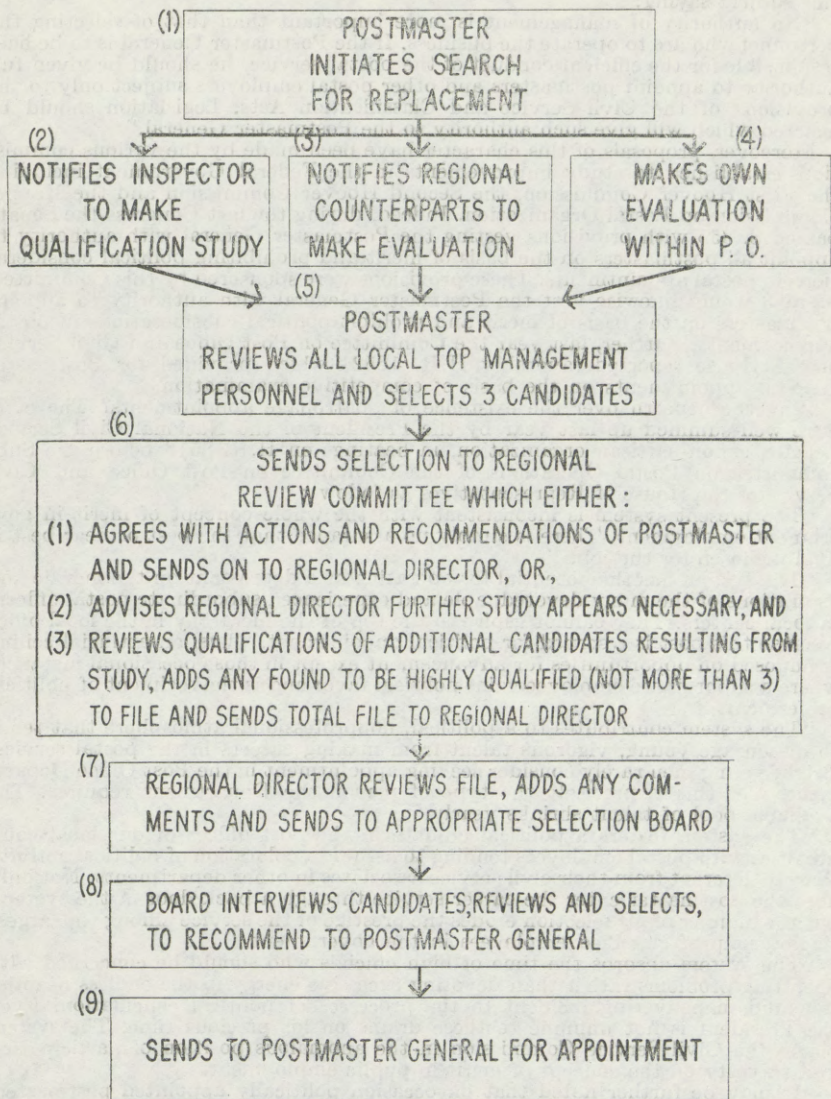 (1)
POSTMASTER
INITIATES SEARCH
FOR REPLACEMENT
(2)
NOTIFIES INSPECTOR
TO MAKE
QUALIFICATION STUDY
(3)
NOTIFIES REGIONAL
COUNTERPARTS TO
MAKE EVALUATION
(4)
MAKES OWN
EVALUATION
WITHIN P. O.
(5)
POSTMASTER
REVIEWS ALL LOCAL TOP MANAGEMENT
PERSONNEL AND SELECTS 3 CANDIDATES
(6)
SENDS SELECTION TO REGIONAL
REVIEW COMMITTEE WHICH EITHER:
(1) AGREES WITH ACTIONS AND RECOMMENDATIONS OF POSTMASTER
AND SENDS ON TO REGIONAL DIRECTOR, OR,
(2) ADVISES REGIONAL DIRECTOR FURTHER STUDY APPEARS NECESSARY, AND
(3) REVIEWS QUALIFICATIONS OF ADDITIONAL CANDIDATES RESULTING FROM
STUDY, ADDS ANY FOUND TO BE HIGHLY QUALIFIED (NOT MORE THAN 3)
TO FILE AND SENDS TOTAL FILE TO REGIONAL DIRECTOR
(7)
REGIONAL DIRECTOR REVIEWS FILE, ADDS ANY COM-
MENTS AND SENDS TO APPROPRIATE SELECTION BOARD
(8)
BOARD INTERVIEWS CANDIDATES, REVIEWS AND SELECTS,
TO RECOMMEND TO POSTMASTER GENERAL
(9)
SENDS TO POSTMASTER GENERAL FOR APPOINTMENT